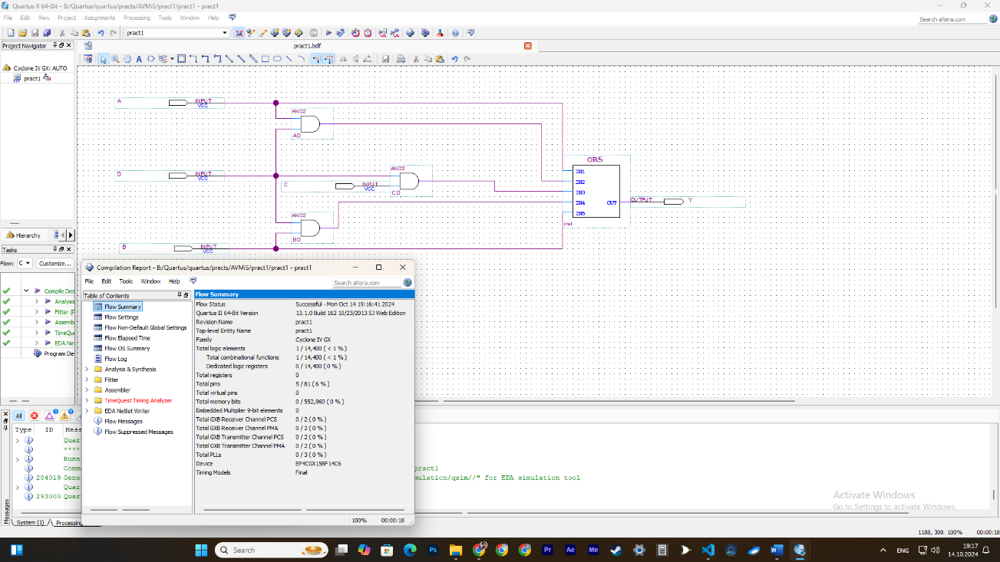 Quartus II 64-Bit - B:/Quartus/quartus/practs/AVMiS/pract1/pract1 - pract1
File Edit View Project Assignments Processing Tools Window Help
Search altera.com
pract1
Project Navigator
pract1.bdf
Cyclone IV GX: AUTO
pract1
Hierarchy
Tasks
Flow: C Customize...
Compile Des
Analysis
Fitter (F
Assemb
TimeQue
EDA Net
Program De
A INPUT VCC
AND2
AD
D INPUT VCC
C INPUT VCC
AND2
CD
AND2
BD
B INPUT VCC
OR5
IN1
IN2
IN3
IN4 OUT
IN5
inst
OUTPUT Y
Compilation Report - B:/Quartus/quartus/practs/AVMiS/pract1/pract1 - pract1
File Edit Tools Window Help
Search altera.com
Table of Contents
Flow Summary
Flow Settings
Flow Non-Default Global Settings
Flow Elapsed Time
Flow OS Summary
Flow Log
Analysis & Synthesis
Fitter
Assembler
TimeQuest Timing Analyzer
EDA Netlist Writer
Flow Messages
Flow Suppressed Messages
Flow Summary
Flow Status Successful - Mon Oct 14 19:16:41 2024
Quartus II 64-Bit Version 13.1.0 Build 162 10/23/2013 SJ Web Edition
Revision Name pract1
Top-level Entity Name pract1
Family Cyclone IV GX
Total logic elements 1 / 14,400 ( < 1 % )
Total combinational functions 1 / 14,400 ( < 1 % )
Dedicated logic registers 0 / 14,400 ( 0 % )
Total registers 0
Total pins 5 / 81 ( 6 % )
Total virtual pins 0
Total memory bits 0 / 552,960 ( 0 % )
Embedded Multiplier 9-bit elements 0
Total GXB Receiver Channel PCS 0 / 2 ( 0 % )
Total GXB Receiver Channel PMA 0 / 2 ( 0 % )
Total GXB Transmitter Channel PCS 0 / 2 ( 0 % )
Total GXB Transmitter Channel PMA 0 / 2 ( 0 % )
Total PLLs 0 / 3 ( 0 % )
Device EP4CGX15BF14C6
Timing Models Final
100% 00:00:18
All
Type ID Mess
Quar
****
Runn
Comm pract1
204019 Gene mulation/qsim//" for EDA simulation tool
Quar
293000 Quar
Messages
System (1) Processing
Activate Windows
Go to Settings to activate Windows.
1188, 308 100% 00:00:18
Search
ENG
19:17
14.10.2024